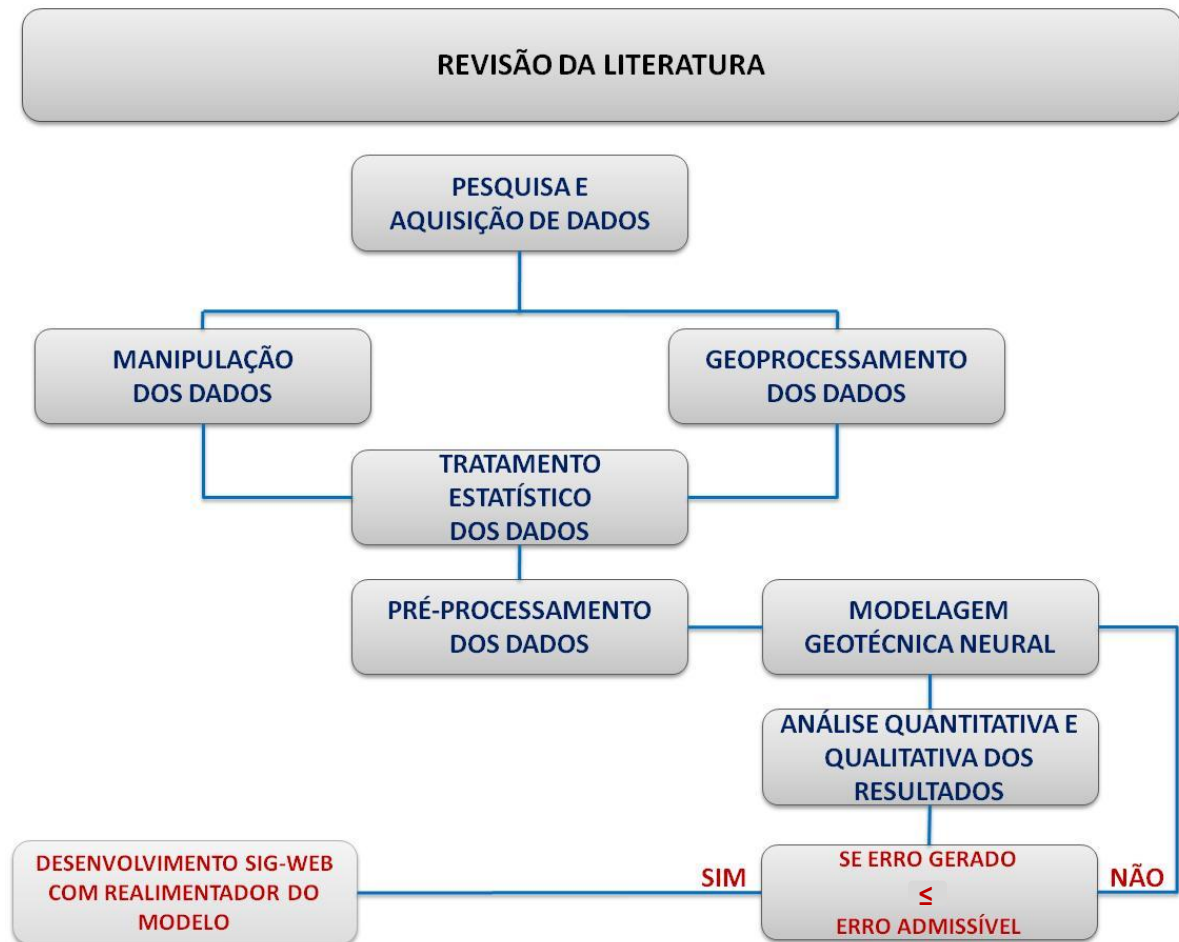 REVISÃO DA LITERATURA
PESQUISA E
AQUISIÇÃO DE DADOS
MANIPULAÇÃO
DOS DADOS
GEOPROCESSAMENTO
DOS DADOS
TRATAMENTO
ESTATÍSTICO
DOS DADOS
PRÉ-PROCESSAMENTO
DOS DADOS
MODELAGEM
GEOTÉCNICA NEURAL
ANÁLISE QUANTITATIVA E
QUALITATIVA DOS
RESULTADOS
SE ERRO GERADO
≤
ERRO ADMISSÍVEL
NÃO
SIM
DESENVOLVIMENTO SIG-WEB
COM REALIMENTADOR DO
MODELO